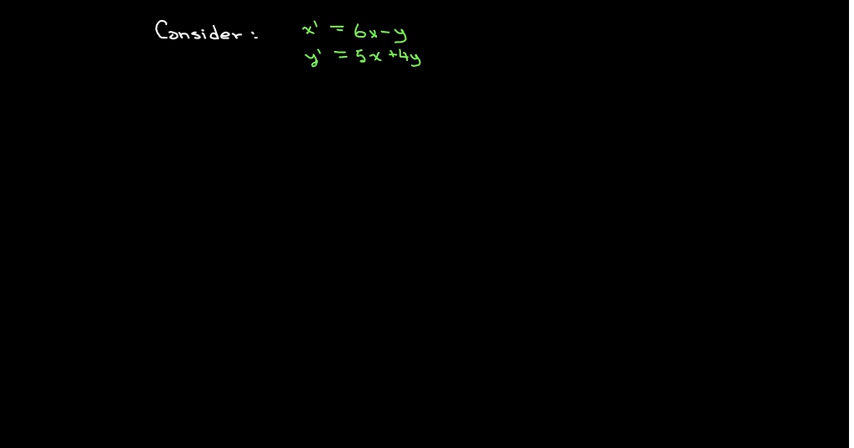 Consider: x' = 6x-y
y' = 5x+4y